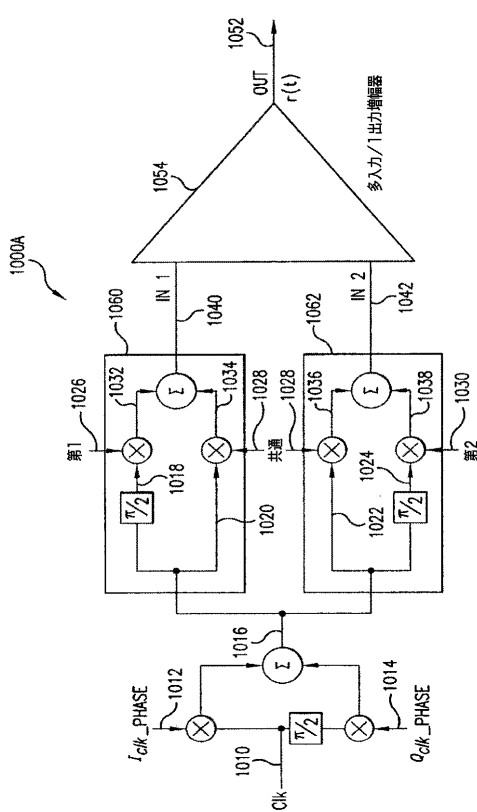 1000A
Clk
1010
I_clk_PHASE
1012
π/2
Q_clk_PHASE
1014
Σ
1016
第1
1026
1060
π/2
1018
1020
1032
1034
Σ
共通
1028
IN 1
1040
1028
1062
1022
π/2
1024
1036
1038
Σ
第2
1030
IN 2
1042
1054
多入力/1出力増幅器
OUT
r(t)
1052